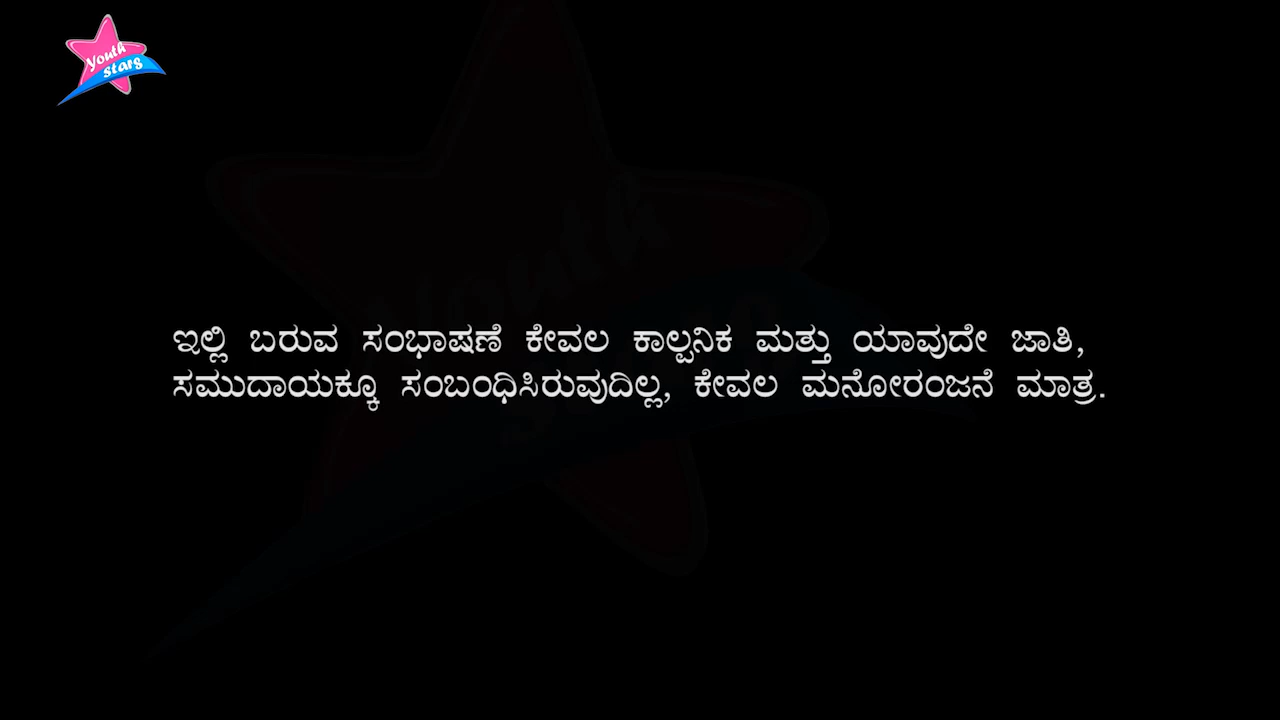 Youth
stars
ಇಲ್ಲಿ ಬರುವ ಸಂಭಾಷಣೆ ಕೇವಲ ಕಾಲ್ಪನಿಕ ಮತ್ತು ಯಾವುದೇ ಜಾತಿ,
ಸಮುದಾಯಕ್ಕೂ ಸಂಬಂಧಿಸಿರುವುದಿಲ್ಲ, ಕೇವಲ ಮನೋರಂಜನೆ ಮಾತ್ರ.